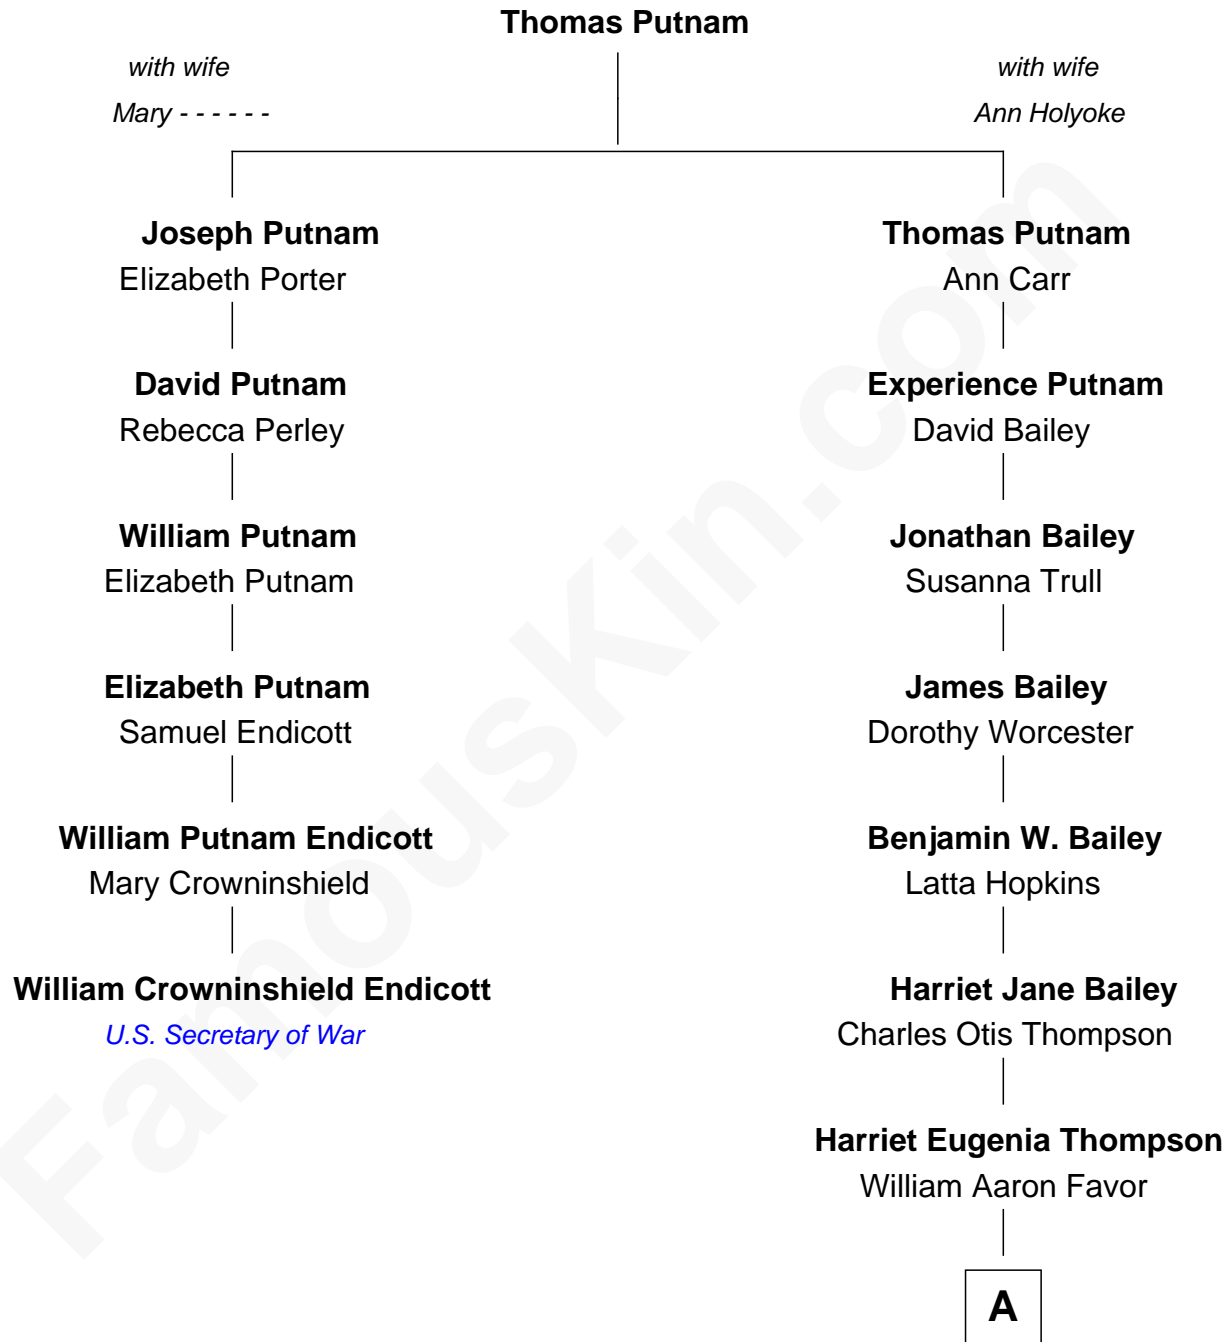 Thomas Putnam
with wife
Mary - - - - - -
with wife
Ann Holyoke
Joseph Putnam
Elizabeth Porter
David Putnam
Rebecca Perley
William Putnam
Elizabeth Putnam
Elizabeth Putnam
Samuel Endicott
William Putnam Endicott
Mary Crowninshield
William Crowninshield Endicott
U.S. Secretary of War
Thomas Putnam
Ann Carr
Experience Putnam
David Bailey
Jonathan Bailey
Susanna Trull
James Bailey
Dorothy Worcester
Benjamin W. Bailey
Latta Hopkins
Harriet Jane Bailey
Charles Otis Thompson
Harriet Eugenia Thompson
William Aaron Favor
A
FamousKin.com